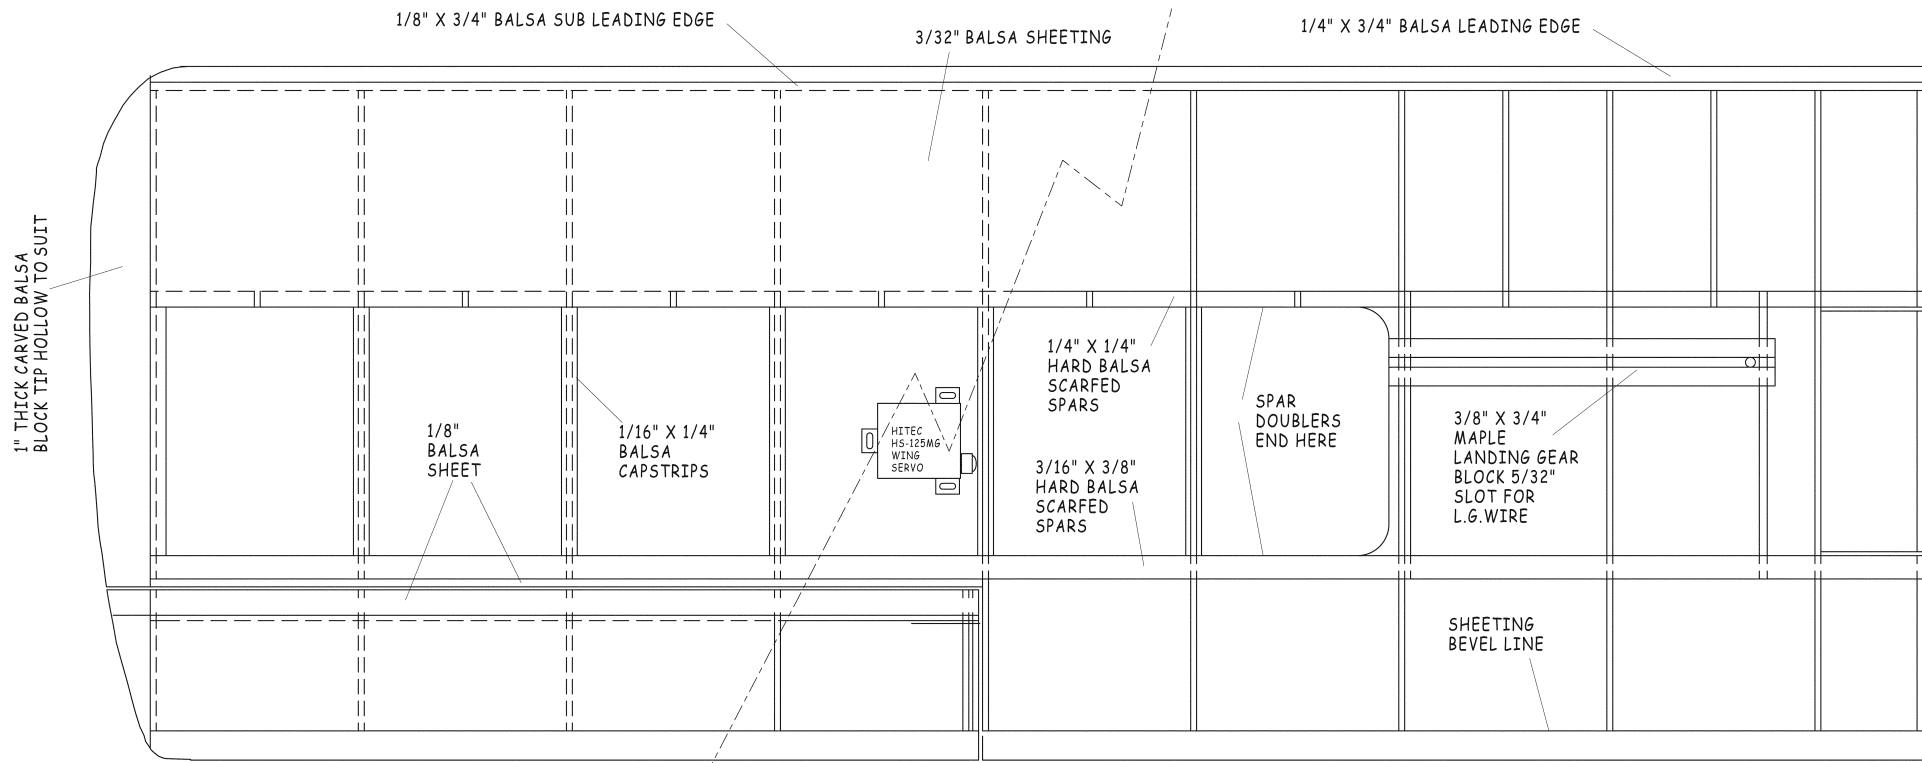 1/8" X 3/4" BALSA SUB LEADING EDGE
3/32" BALSA SHEETING
1/4" X 3/4" BALSA LEADING EDGE
1" THICK CARVED BALSA
BLOCK TIP HOLLOW TO SUIT
1/8"
BALSA
SHEET
1/16" X 1/4"
BALSA
CAPSTRIPS
HITEC
HS-125MG
WING
SERVO
1/4" X 1/4"
HARD BALSA
SCARFED
SPARS
3/16" X 3/8"
HARD BALSA
SCARFED
SPARS
SPAR
DOUBLERS
END HERE
3/8" X 3/4"
MAPLE
LANDING GEAR
BLOCK 5/32"
SLOT FOR
L.G.WIRE
SHEETING
BEVEL LINE